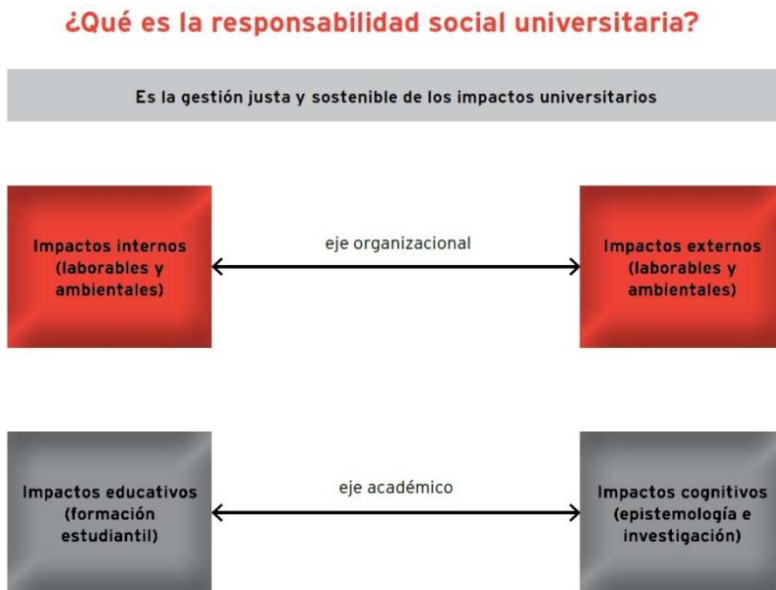 ¿Qué es la responsabilidad social universitaria?
Es la gestión justa y sostenible de los impactos universitarios
Impactos internos
(laborables y
ambientales)
eje organizacional
Impactos externos
(laborables y
ambientales)
Impactos educativos
(formación
estudiantil)
eje académico
Impactos cognitivos
(epistemología e
investigación)